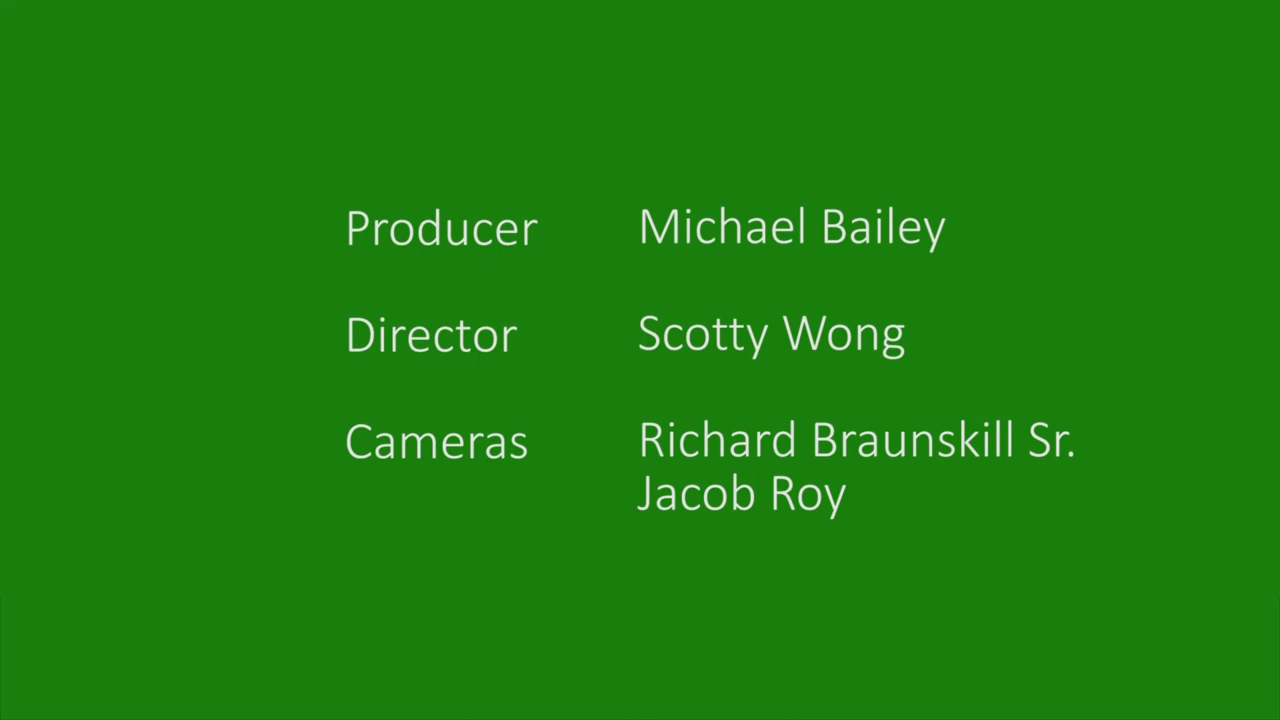 Producer Michael Bailey
Director Scotty Wong
Cameras Richard Braunskill Sr.
Jacob Roy